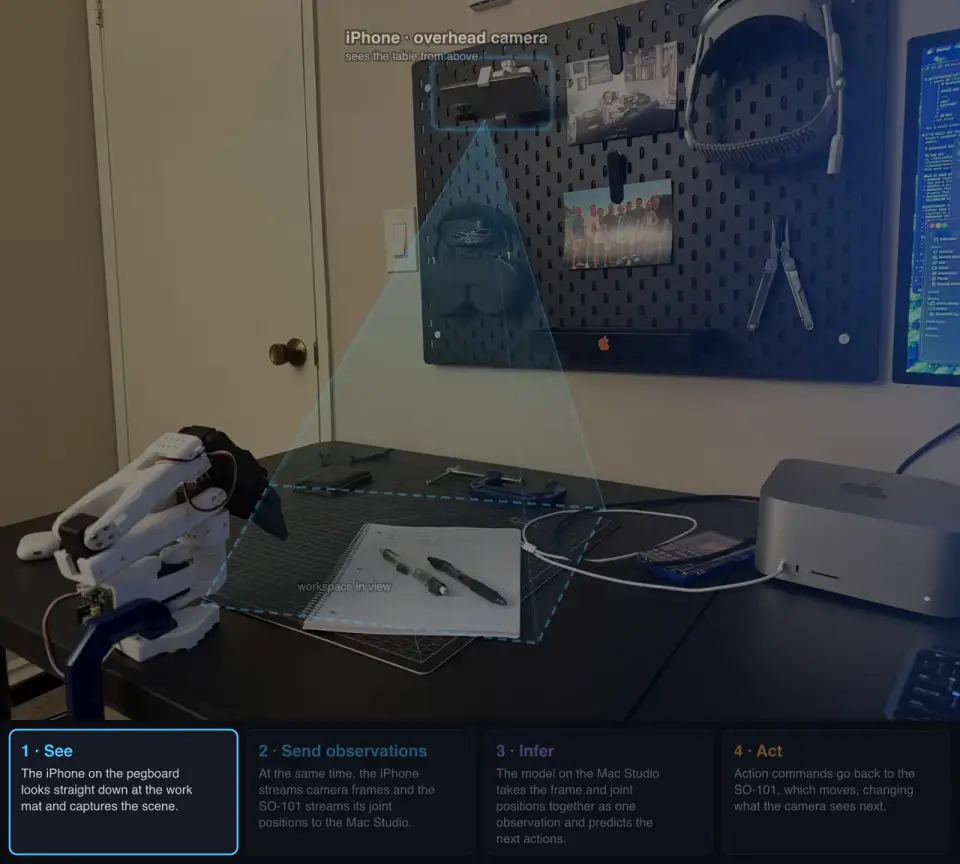 iPhone · overhead camera
sees the table from above
workspace in view
1 · See
The iPhone on the pegboard
looks straight down at the work
mat and captures the scene.
2 · Send observations
At the same time, the iPhone
streams camera frames and the
SO-101 streams its joint
positions to the Mac Studio.
3 · Infer
The model on the Mac Studio
takes the frame and joint
positions together as one
observation and predicts the
next actions.
4 · Act
Action commands go back to the
SO-101, which moves, changing
what the camera sees next.